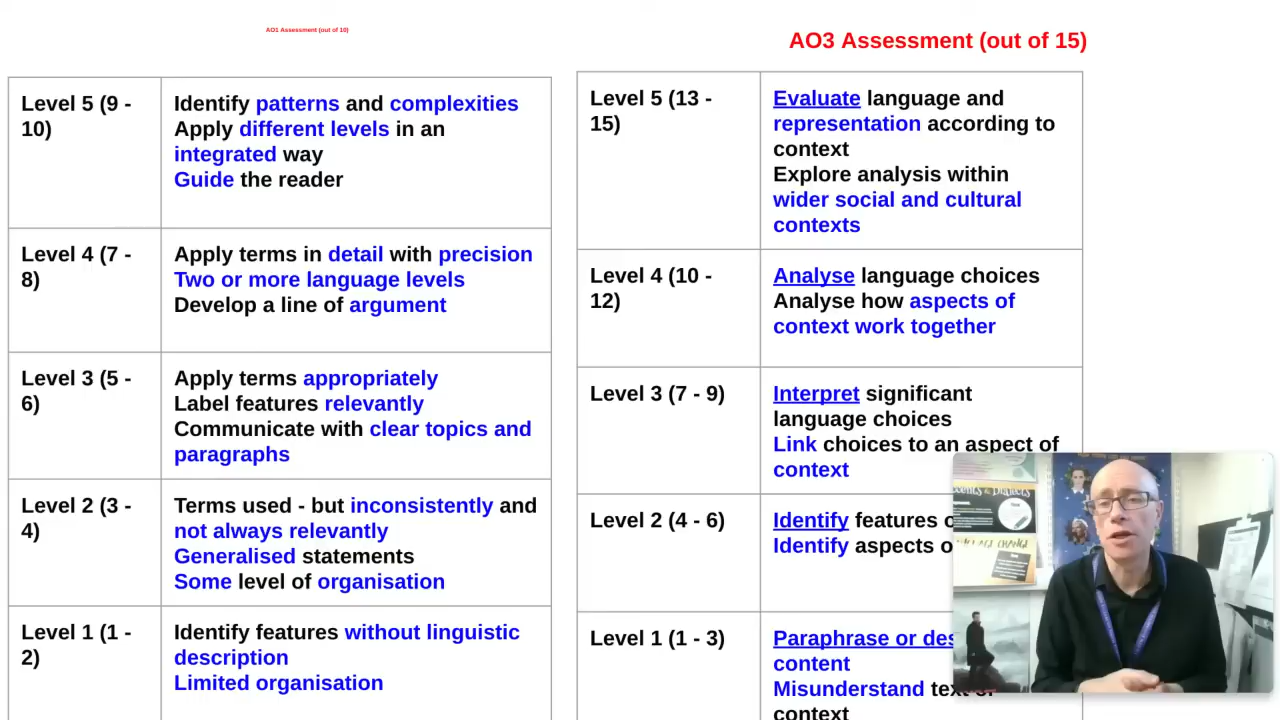 AO1 Assessment (out of 10)
Level 5 (9 -
10)
Identify patterns and complexities
Apply different levels in an
integrated way
Guide the reader
Level 4 (7 -
8)
Apply terms in detail with precision
Two or more language levels
Develop a line of argument
Level 3 (5 -
6)
Apply terms appropriately
Label features relevantly
Communicate with clear topics and
paragraphs
Level 2 (3 -
4)
Terms used - but inconsistently and
not always relevantly
Generalised statements
Some level of organisation
Level 1 (1 -
2)
Identify features without linguistic
description
Limited organisation
AO3 Assessment (out of 15)
Level 5 (13 -
15)
Evaluate language and
representation according to
context
Explore analysis within
wider social and cultural
contexts
Level 4 (10 -
12)
Analyse language choices
Analyse how aspects of
context work together
Level 3 (7 - 9)
Interpret significant
language choices
Link choices to an aspect of
context
Level 2 (4 - 6)
Identify features
Identify aspects
Level 1 (1 - 3)
Paraphrase or
content
Misunderstand text or
context